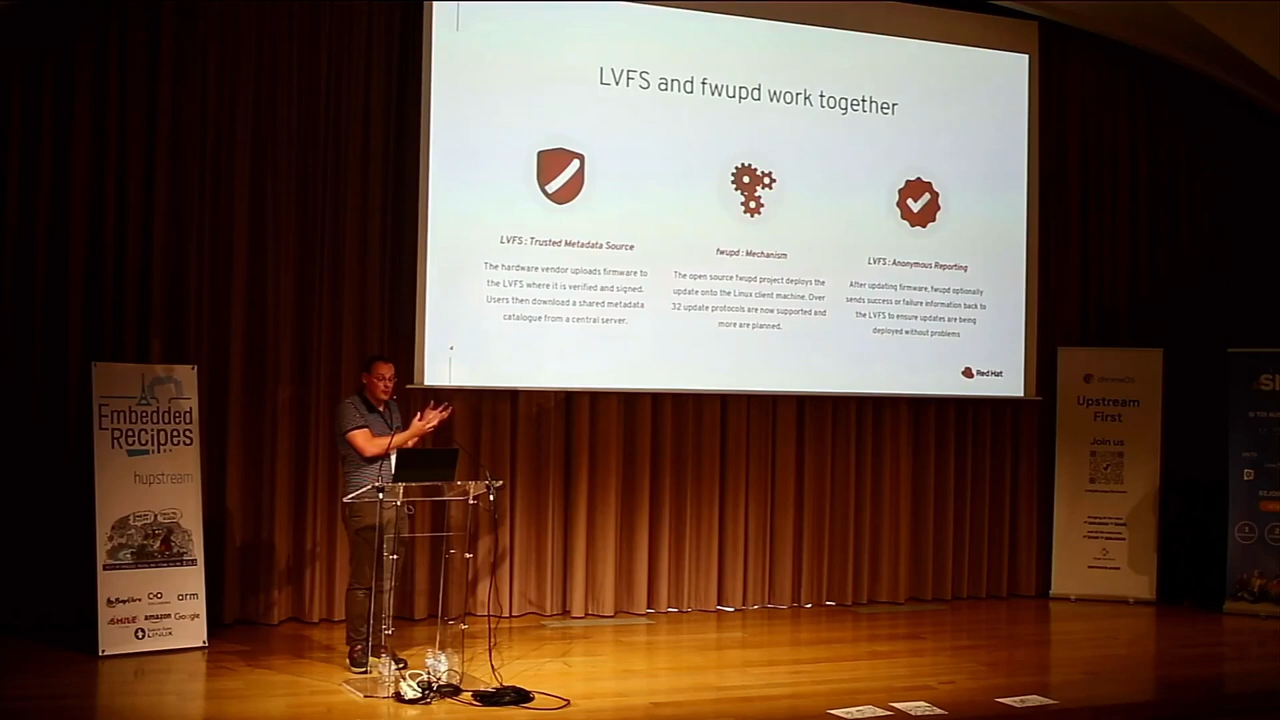 LVFS and fwupd work together
LVFS : Trusted Metadata Source
The hardware vendor uploads firmware to
the LVFS where it is verified and signed.
Users then download a shared metadata
catalogue from a central server.
fwupd : Mechanism
The open source fwupd project deploys the
update onto the Linux client machine. Over
32 update protocols are now supported and
more are planned.
LVFS : Anonymous Reporting
After updating firmware, fwupd optionally
sends success or failure information back to
the LVFS to ensure updates are being
deployed without problems
4
Red Hat
Embedded
Recipes
hupstream
arm
SMILE amazon Google
LINUX
chromeOS
Upstream
First
Join us